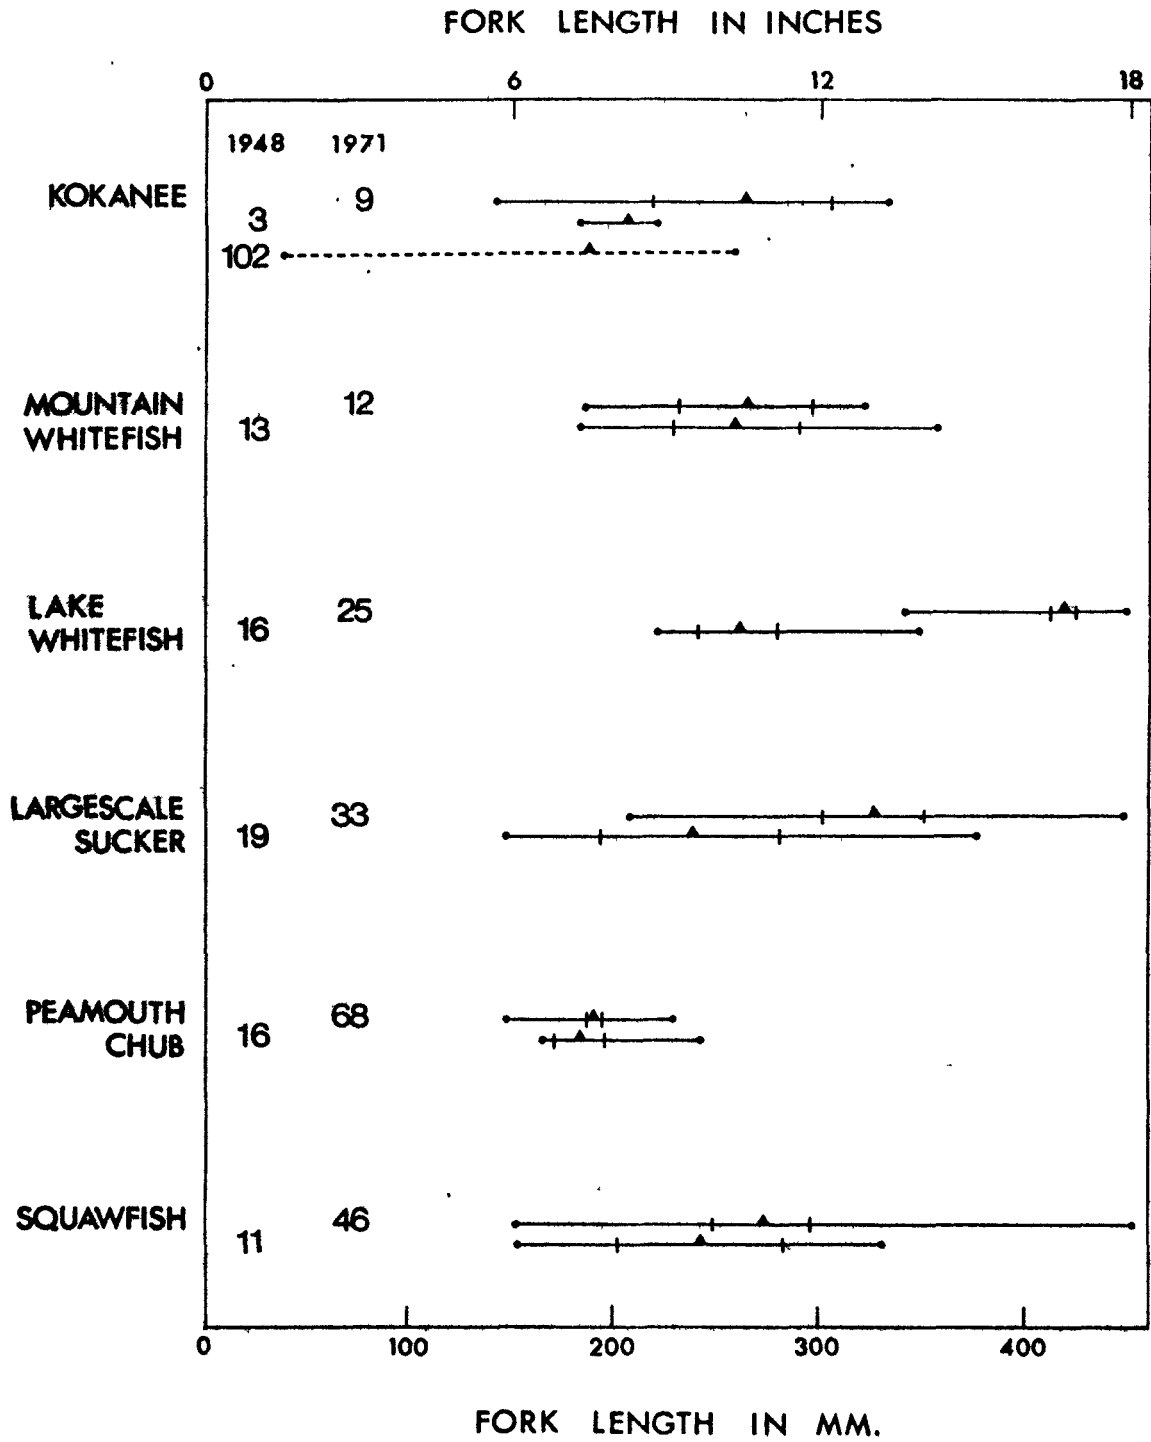 FORK LENGTH IN INCHES
0 6 12 18
1948 1971
KOKANEE 9
3
102
MOUNTAIN 12
WHITEFISH 13
LAKE 25
WHITEFISH 16
LARGESCALE 33
SUCKER 19
PEAMOUTH 68
CHUB 16
SQUAWFISH 46
11
0 100 200 300 400
FORK LENGTH IN MM.